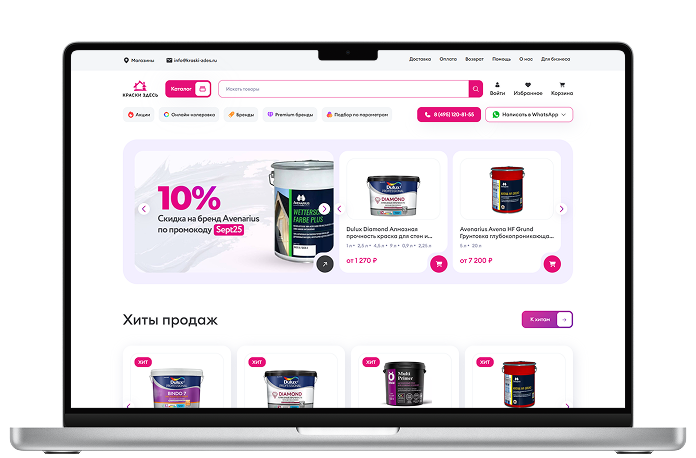 Магазины
info@kraski-zdes.ru
Доставка Оплата Возврат Помощь О нас Для бизнеса
КРАСКИ ЗДЕСЬ
Каталог
Искать товары
Войти Избранное Корзина
Акции Онлайн-колеровка Бренды Premium бренды Подбор по параметрам
8 (495) 120-81-55
Написать в WhatsApp
10%
Скидка на бренд Avenarius
по промокоду Sept25
AVENARIUS
WETTERSCHUTZ
FARBE PLUS
Dulux
PROFESSIONAL
DIAMOND
Dulux Diamond Алмазная
прочность краска для стен и...
1 л • 2,5 л • 4,5 л • 9 л • 0,9 л • 2,25 л
от 1 270 ₽
Avenarius Avena HF Grund
Грунтовка глубокопроникающа...
5 л • 20 л
от 7 200 ₽
Хиты продаж
К хитам
ХИТ
Dulux
PROFESSIONAL
BINDO 7
ХИТ
Dulux
PROFESSIONAL
DIAMOND
ХИТ
Multi
Primer
ХИТ